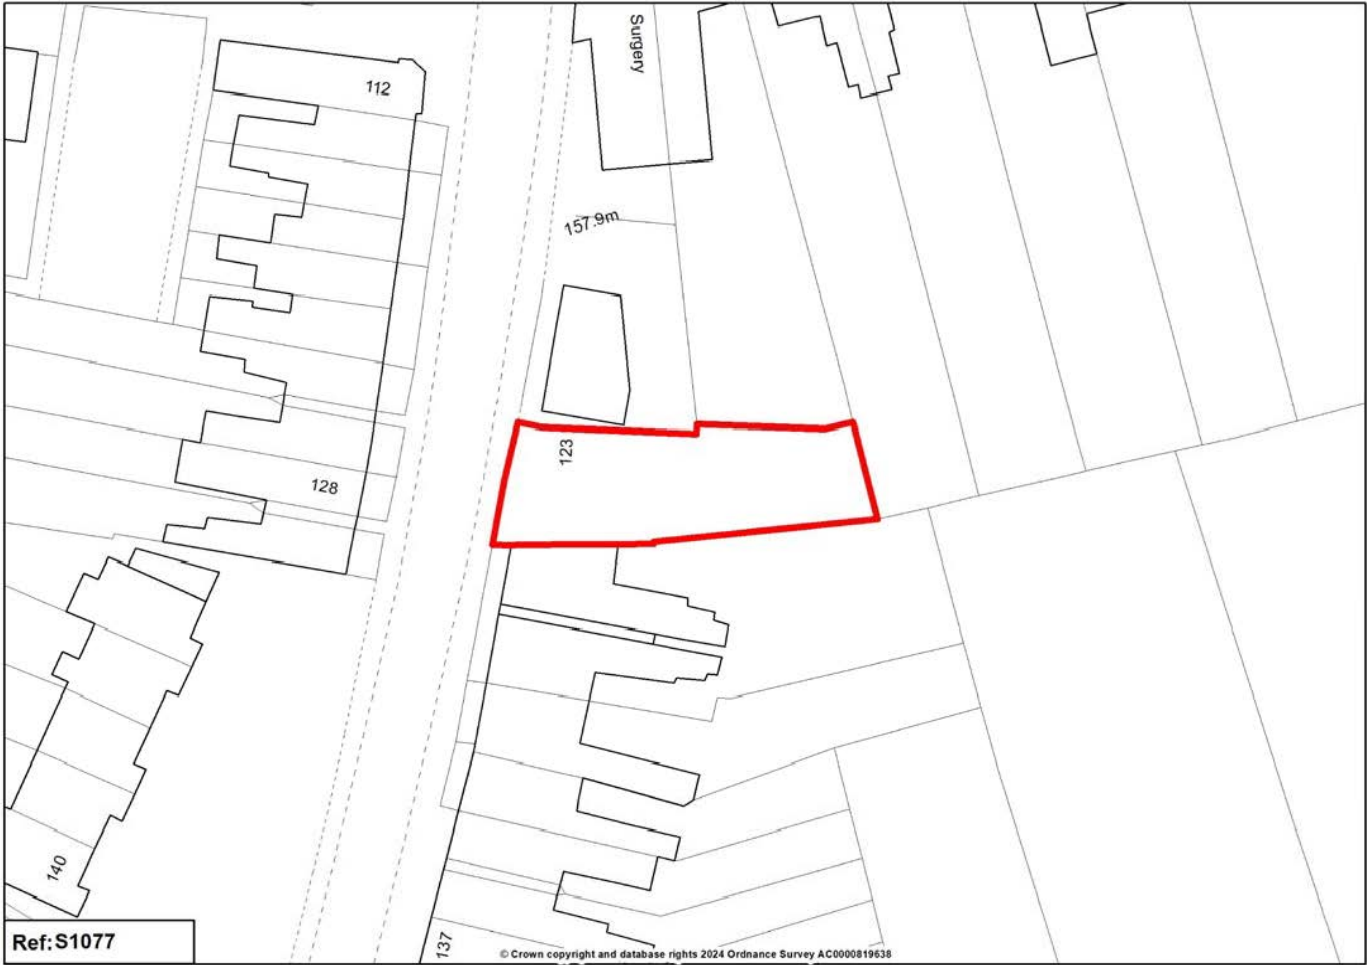 Surgery
112
157.9m
123
128
140
137
Ref:S1077
© Crown copyright and database rights 2024 Ordnance Survey AC0000819638